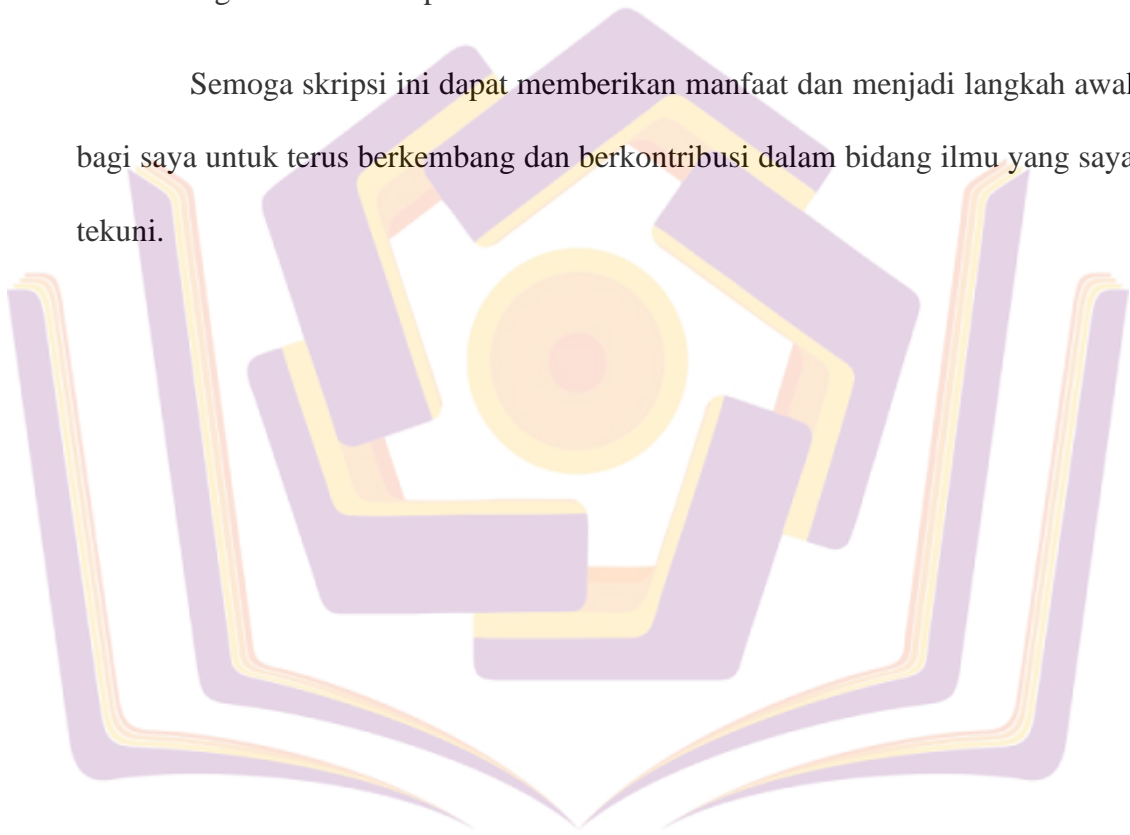 Semoga skripsi ini dapat memberikan manfaat dan menjadi langkah awal
bagi saya untuk terus berkembang dan berkontribusi dalam bidang ilmu yang saya
tekuni.